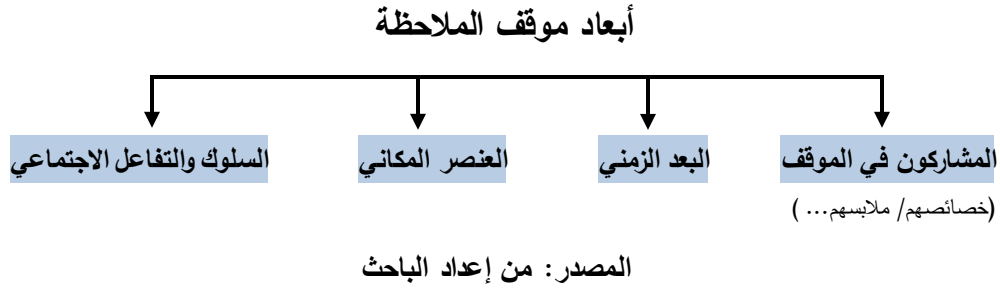 أبعاد موقف الملاحظة
المشاركون في الموقف
البعد الزمني
العنصر المكاني
السلوك والتفاعل الاجتماعي
(خصائصهم/ ملابسهم... )
المصدر: من إعداد الباحث